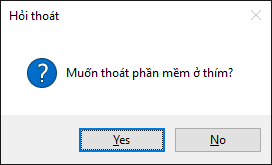 Hỏi thoát
Muốn thoát phần mềm ở thím?
Yes
No